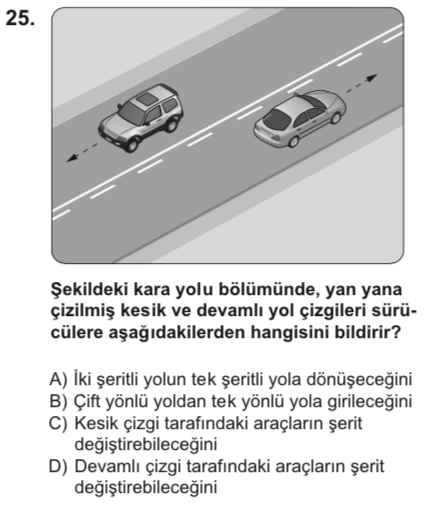 25.
Şekildeki kara yolu bölümünde, yan yana
çizilmiş kesik ve devamlı yol çizgileri sürü-
cülere aşağıdakilerden hangisini bildirir?
A) İki şeritli yolun tek şeritli yola dönüşeceğini
B) Çift yönlü yoldan tek yönlü yola girileceğini
C) Kesik çizgi tarafındaki araçların şerit
değiştirebileceğini
D) Devamlı çizgi tarafındaki araçların şerit
değiştirebileceğini